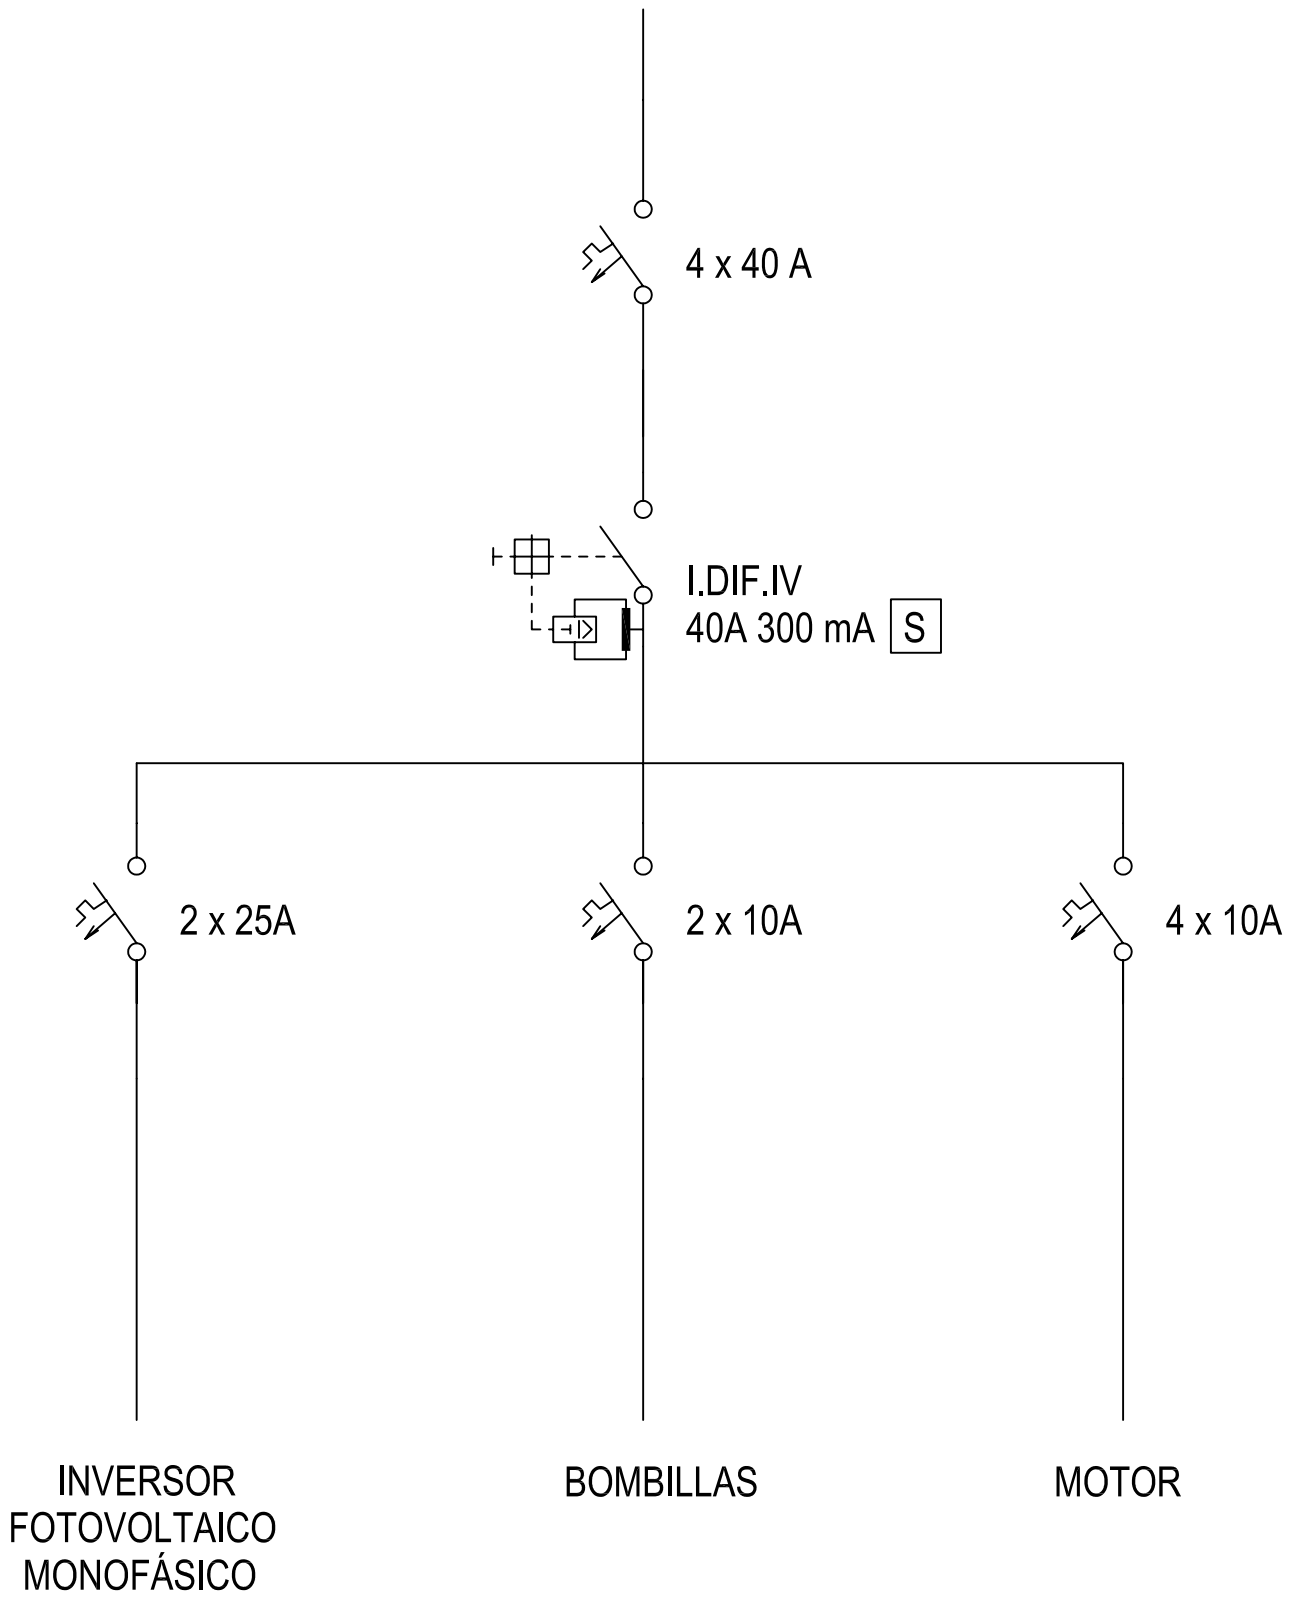 4 x 40 A
I.DIF.IV
40A 300 mA S
2 x 25A
2 x 10A
4 x 10A
INVERSOR
FOTOVOLTAICO
MONOFÁSICO
BOMBILLAS
MOTOR